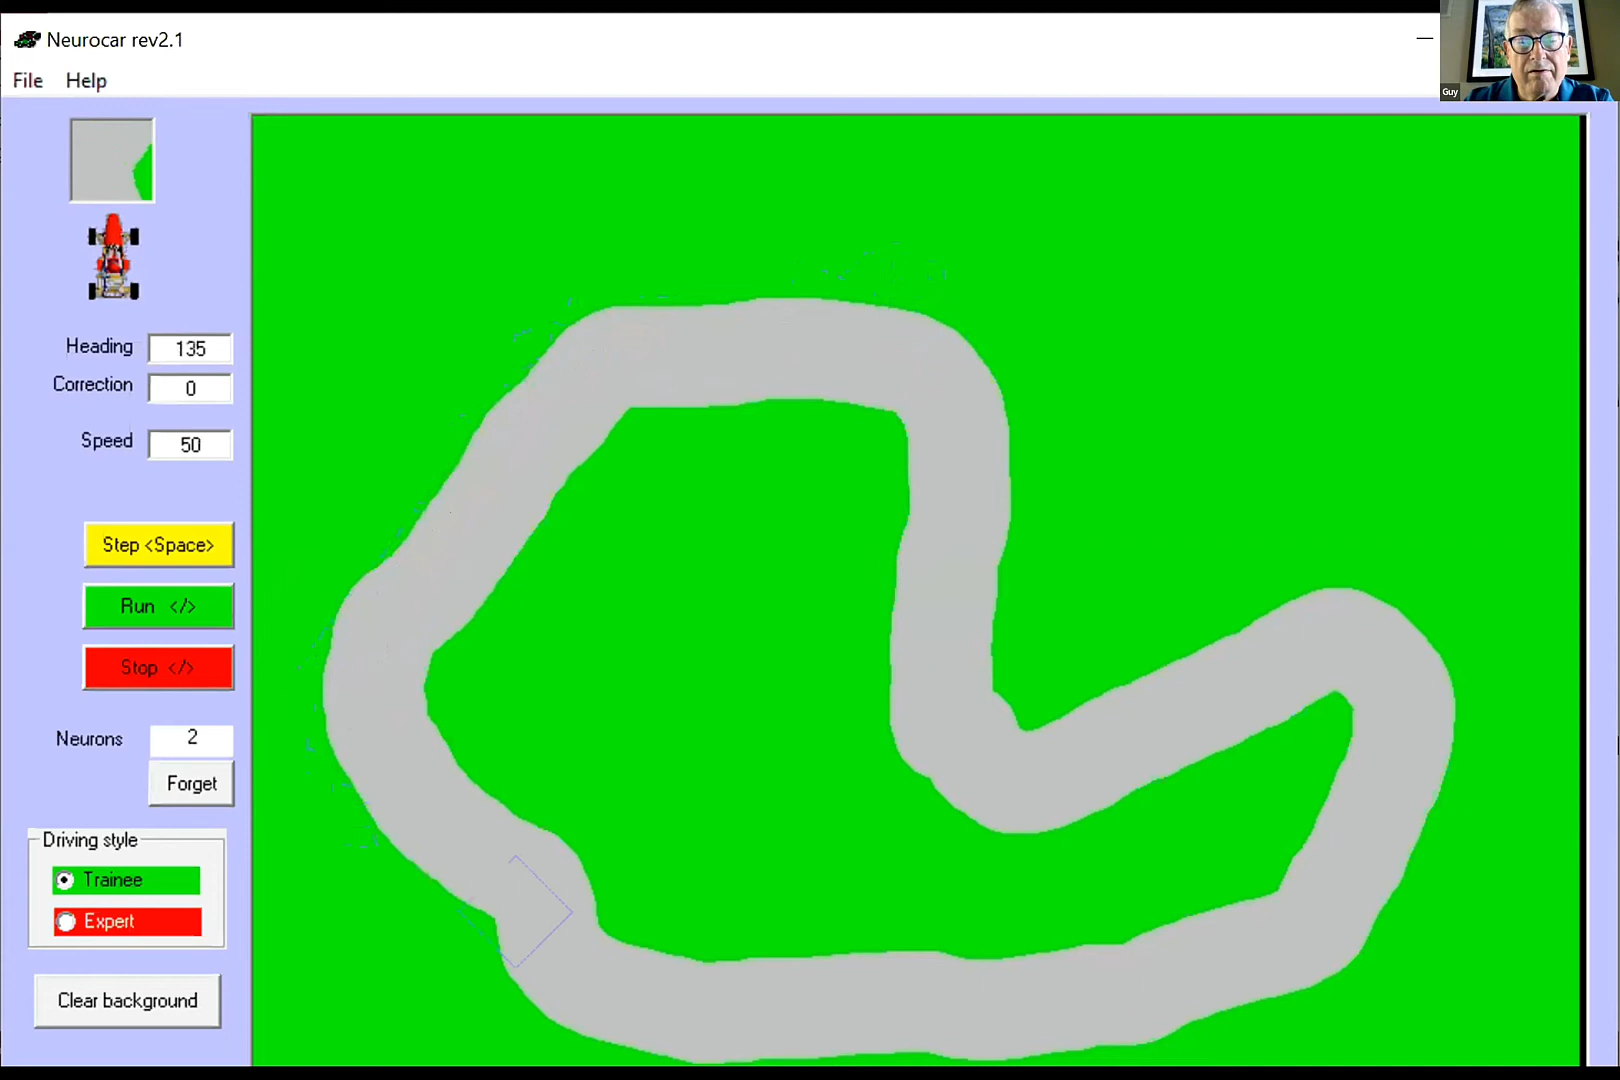 Neurocar rev2.1
File Help
Guy
Heading 135
Correction 0
Speed 50
Step <Space>
Run </>
Stop </>
Neurons 2
Forget
Driving style
Trainee
Expert
Clear background